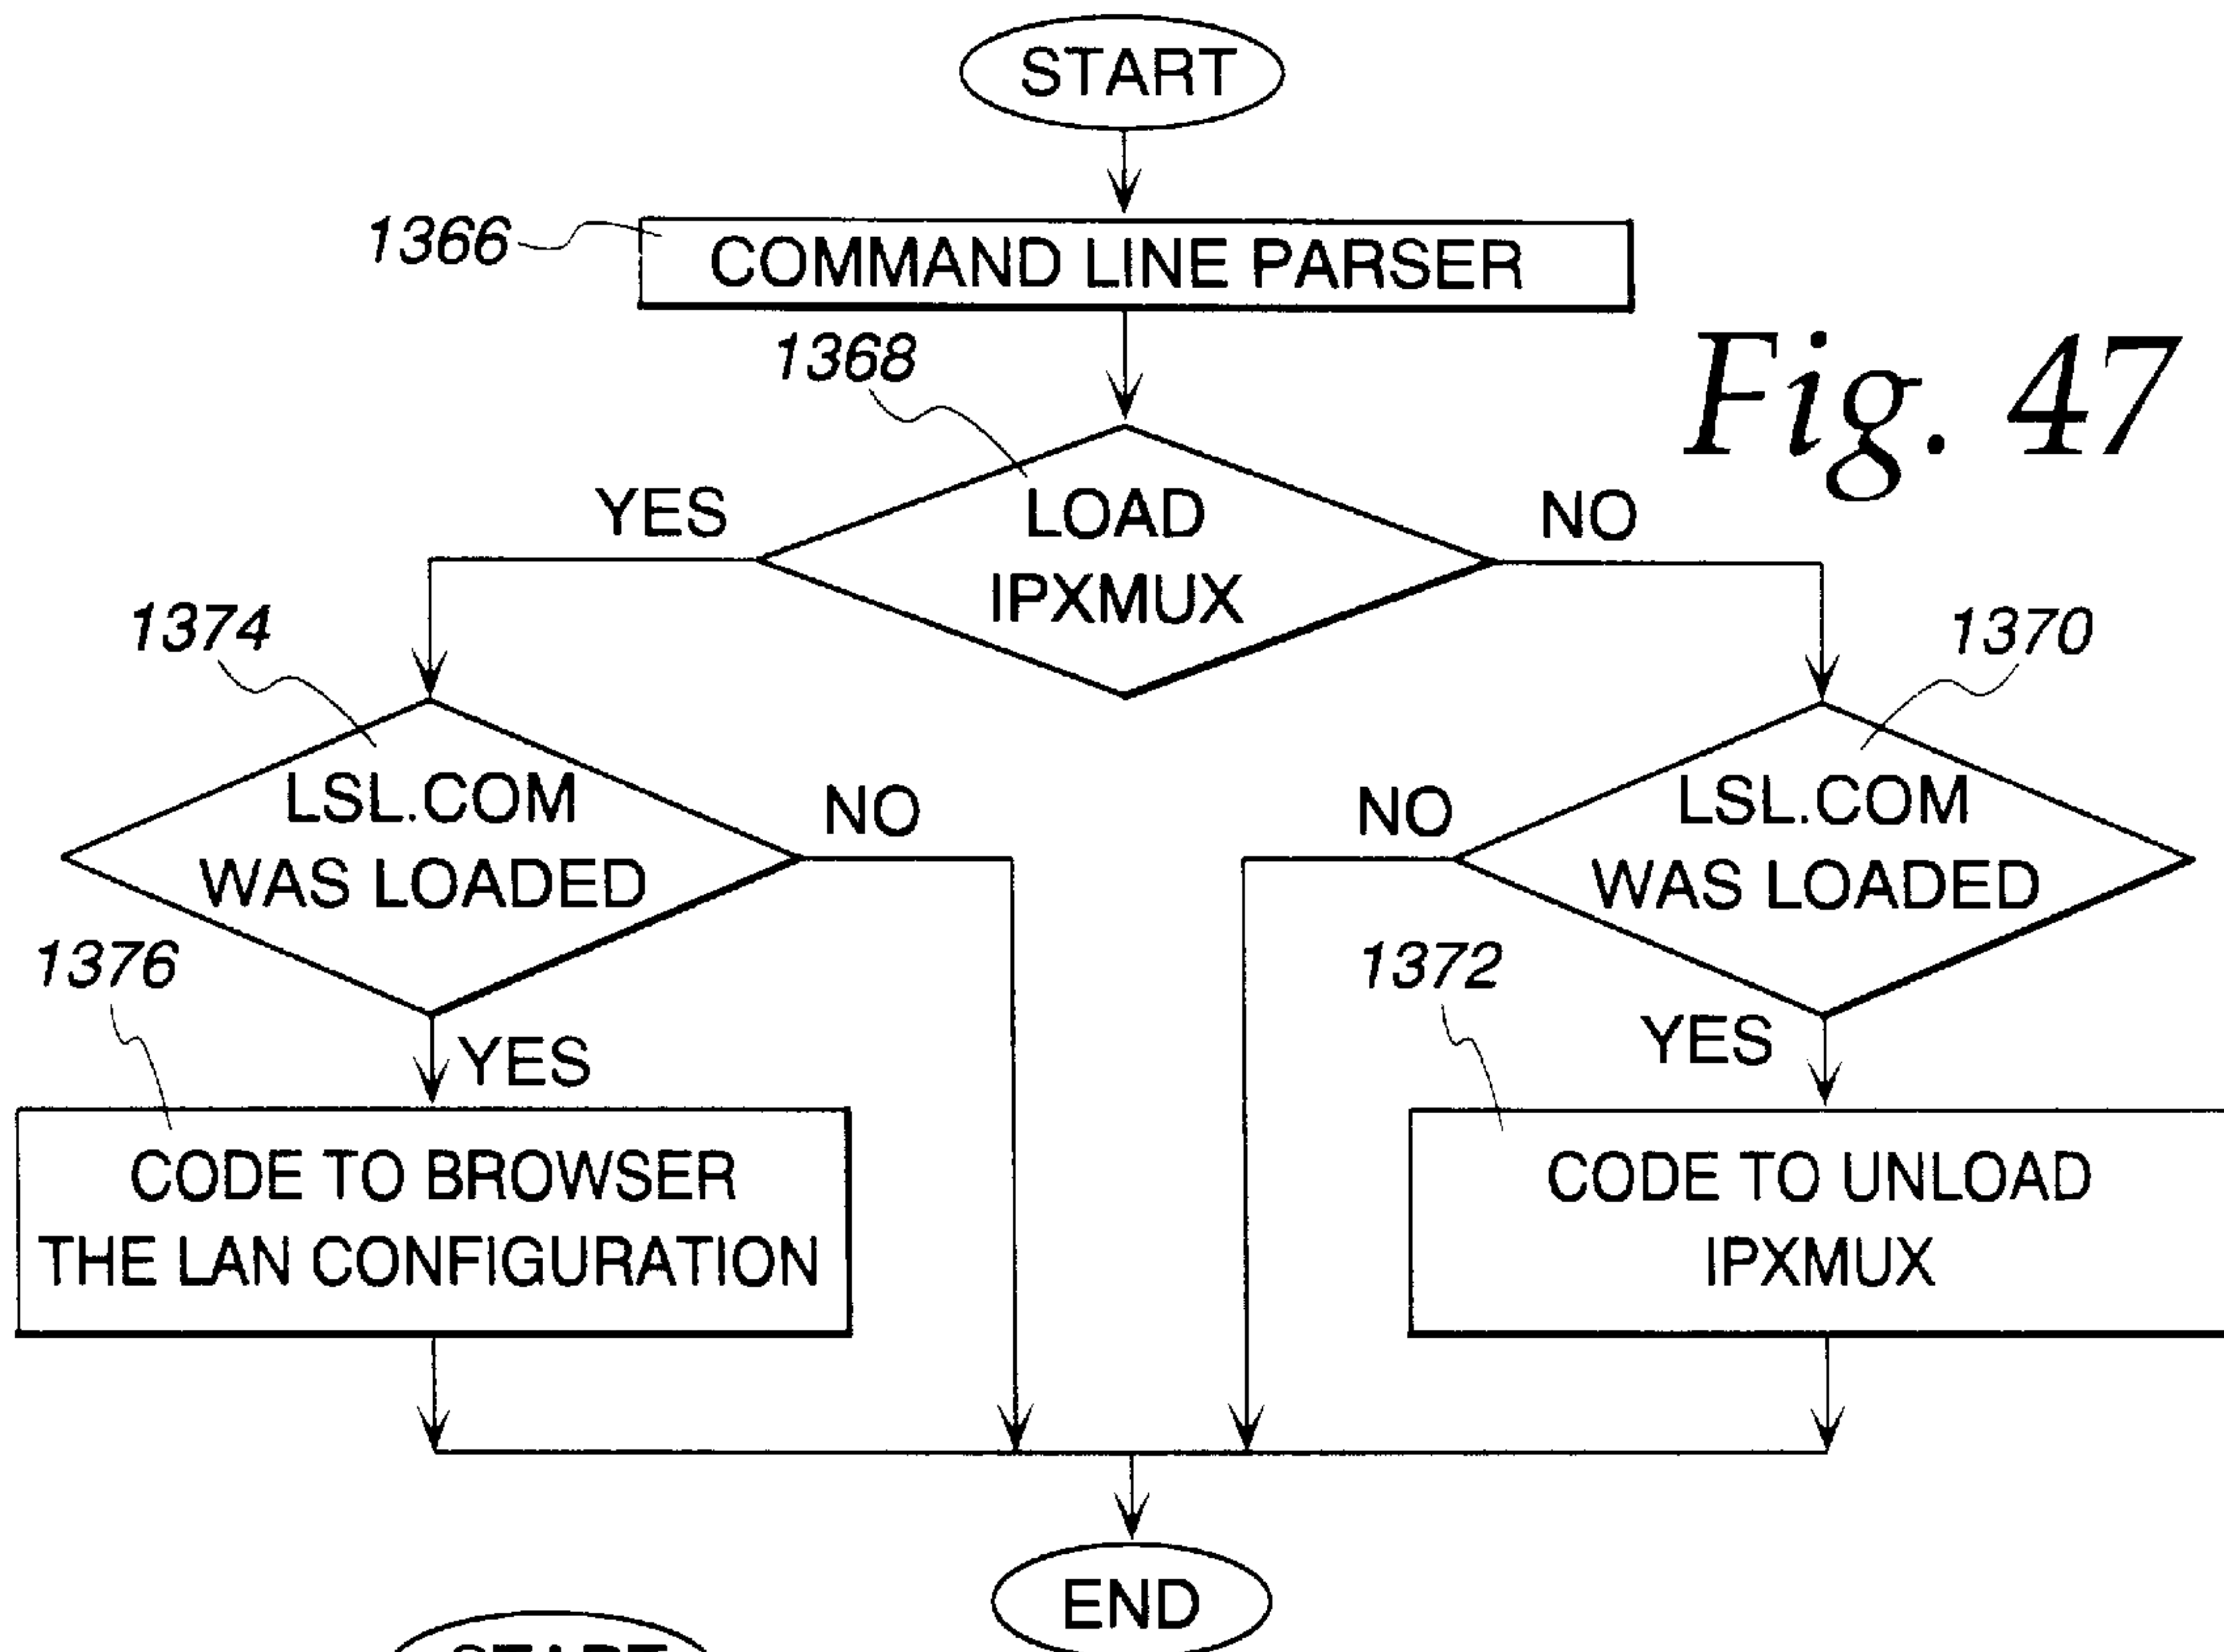 START
1366
COMMAND LINE PARSER
1368
Fig. 47
YES
LOAD
IPXMUX
NO
1374
1370
LSL.COM
WAS LOADED
NO
NO
LSL.COM
WAS LOADED
1376
1372
YES
YES
CODE TO BROWSER
THE LAN CONFIGURATION
CODE TO UNLOAD
IPXMUX
END
START